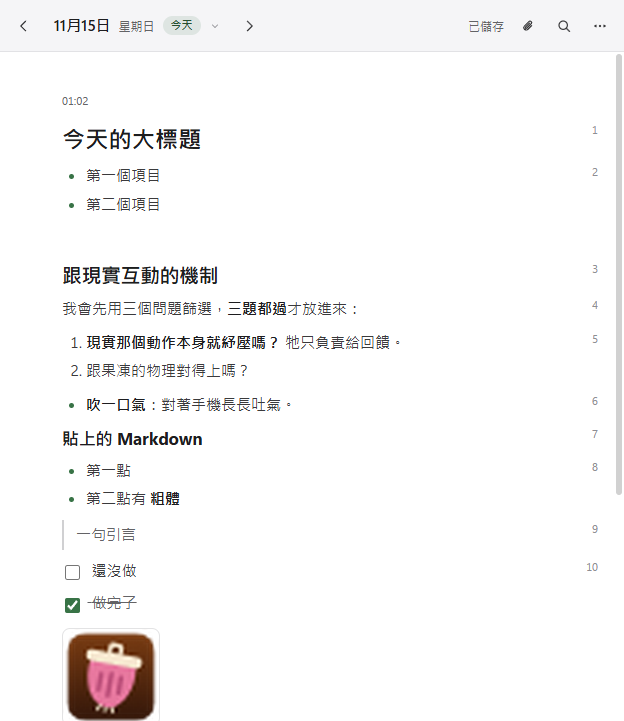 11月15日 星期日 今天 已儲存
01:02
今天的大標題 1
• 第一個項目 2
• 第二個項目
跟現實互動的機制 3
我會先用三個問題篩選，三題都過才放進來： 4
1. 現實那個動作本身就紓壓嗎？ 牠只負責給回饋。 5
2. 跟果凍的物理對得上嗎？
• 吹一口氣：對著手機長長吐氣。 6
貼上的 Markdown 7
• 第一點 8
• 第二點有 粗體
一句引言 9
還沒做 10
做完了